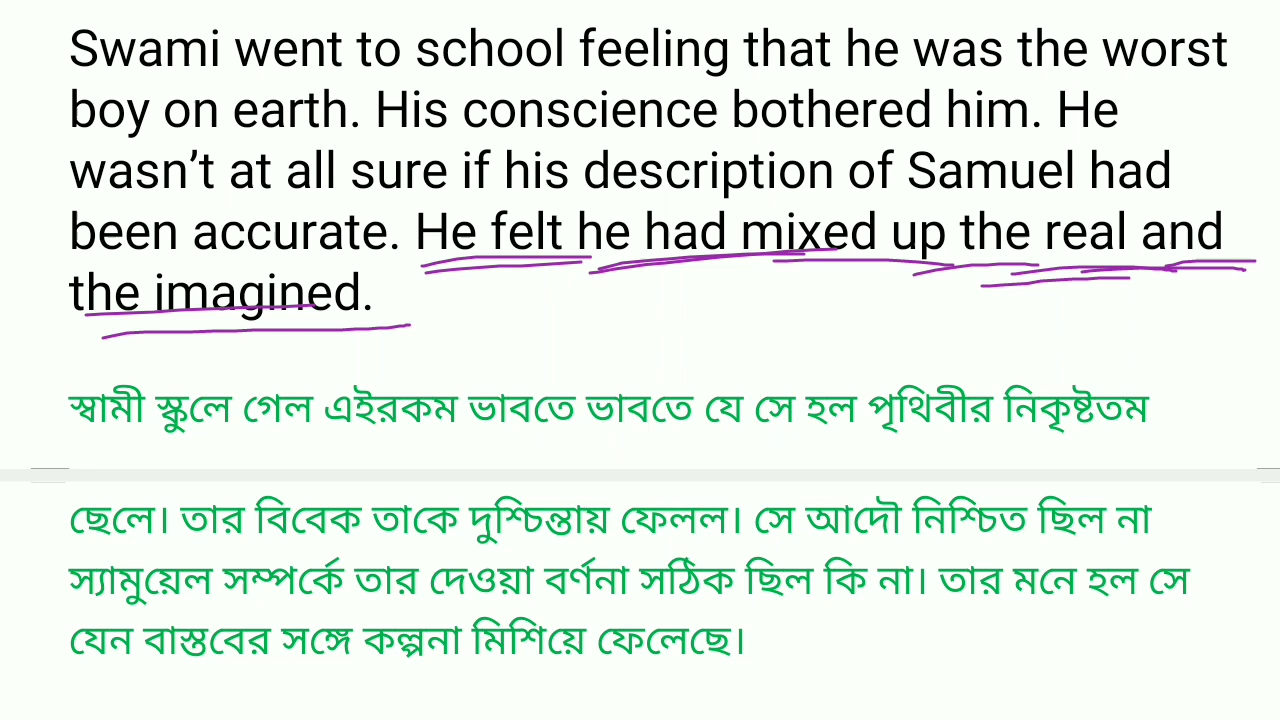 Swami went to school feeling that he was the worst
boy on earth. His conscience bothered him. He
wasn’t at all sure if his description of Samuel had
been accurate. He felt he had mixed up the real and
the imagined.
স্বামী স্কুলে গেল এইরকম ভাবতে ভাবতে যে সে হল পৃথিবীর নিকৃষ্টতম
ছেলে। তার বিবেক তাকে দুশ্চিন্তায় ফেলল। সে আদৌ নিশ্চিত ছিল না
স্যামুয়েল সম্পর্কে তার দেওয়া বর্ণনা সঠিক ছিল কি না। তার মনে হল সে
যেন বাস্তবের সঙ্গে কল্পনা মিশিয়ে ফেলেছে।